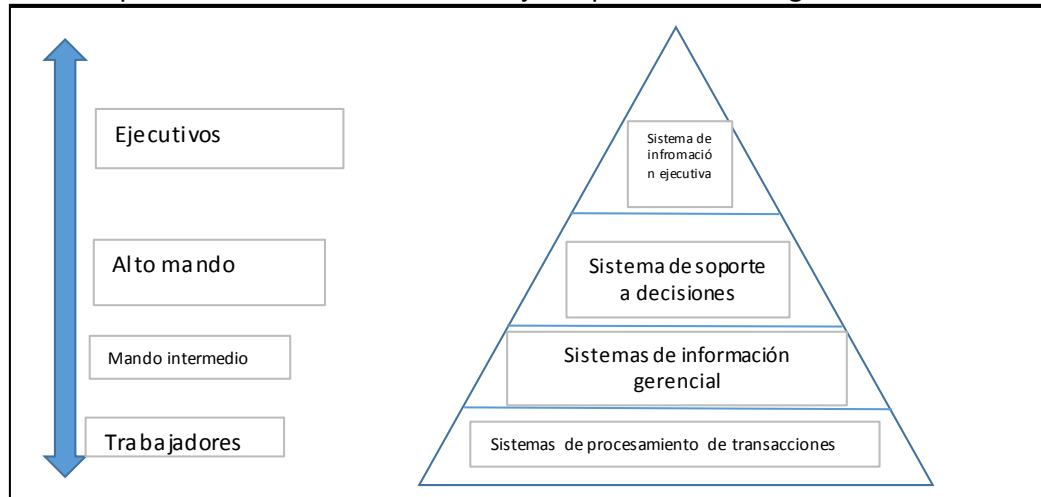 Ejecutivos
Sistema de
infromació
n ejecutiva
Alto mando
Sistema de soporte
a decisiones
Mando intermedio
Sistemas de información
gerencial
Trabajadores
Sistemas de procesamiento de transacciones